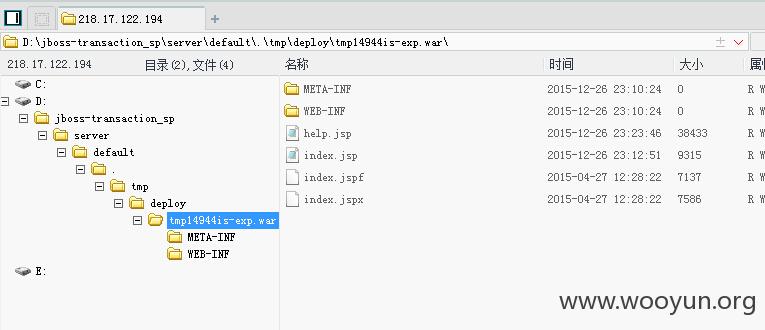 218.17.122.194
D:\jboss-transaction_sp\server\default\.\tmp\deploy\tmp14944is-exp.war\
218.17.122.194 目录(2),文件(4) 名称 时间 大小 属性
C:
D:
jboss-transaction_sp
server
default
.
tmp
deploy
tmp14944is-exp.war
META-INF
WEB-INF
E:
META-INF 2015-12-26 23:10:24 0 R W
WEB-INF 2015-12-26 23:10:24 0 R W
help.jsp 2015-12-26 23:23:46 38433 R W
index.jsp 2015-12-26 23:12:51 9315 R W
index.jspf 2015-04-27 12:28:22 7137 R W
index.jspx 2015-04-27 12:28:22 7586 R W
www.wooyun.org